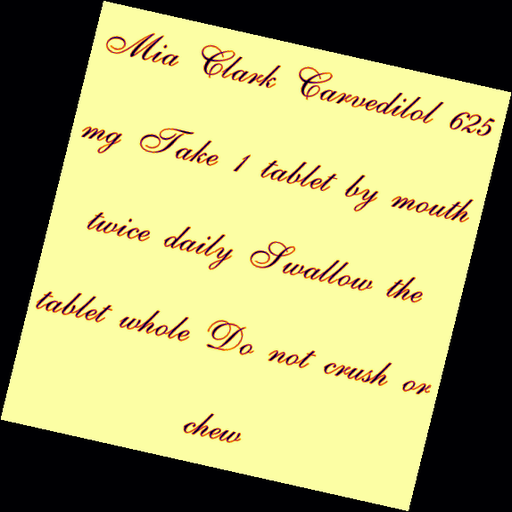 Mia Clark Carvedilol 625
mg Take 1 tablet by mouth
twice daily Swallow the
tablet whole Do not crush or
chew